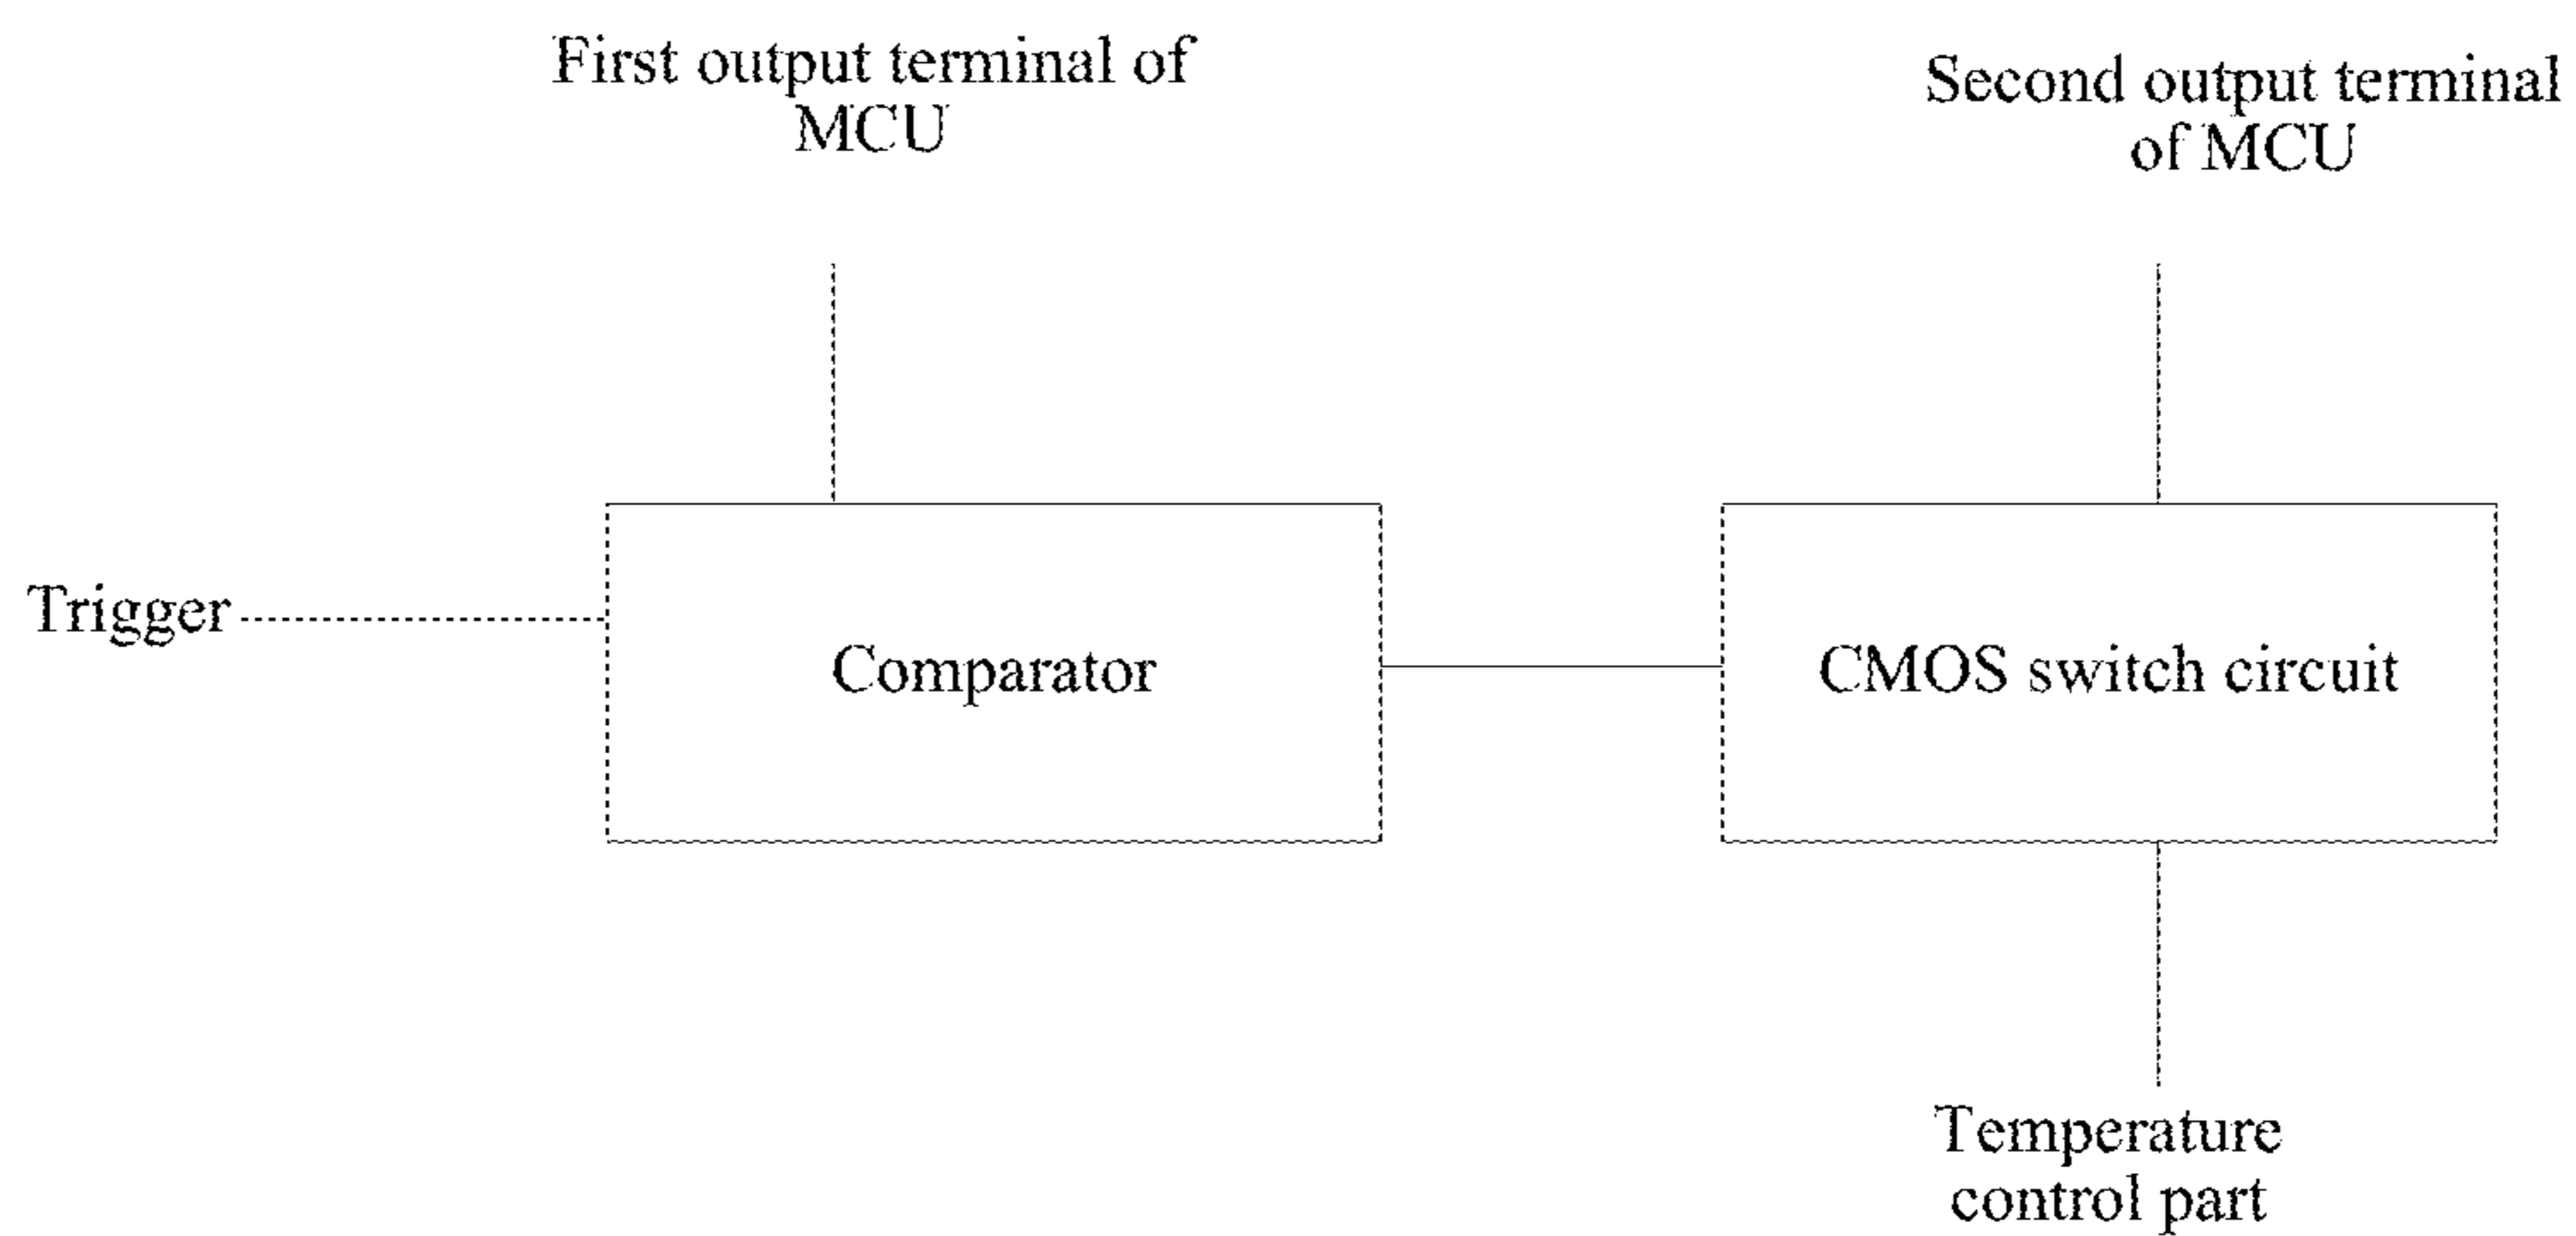 First output terminal of
MCU
Second output terminal
of MCU
Trigger
Comparator
CMOS switch circuit
Temperature
control part